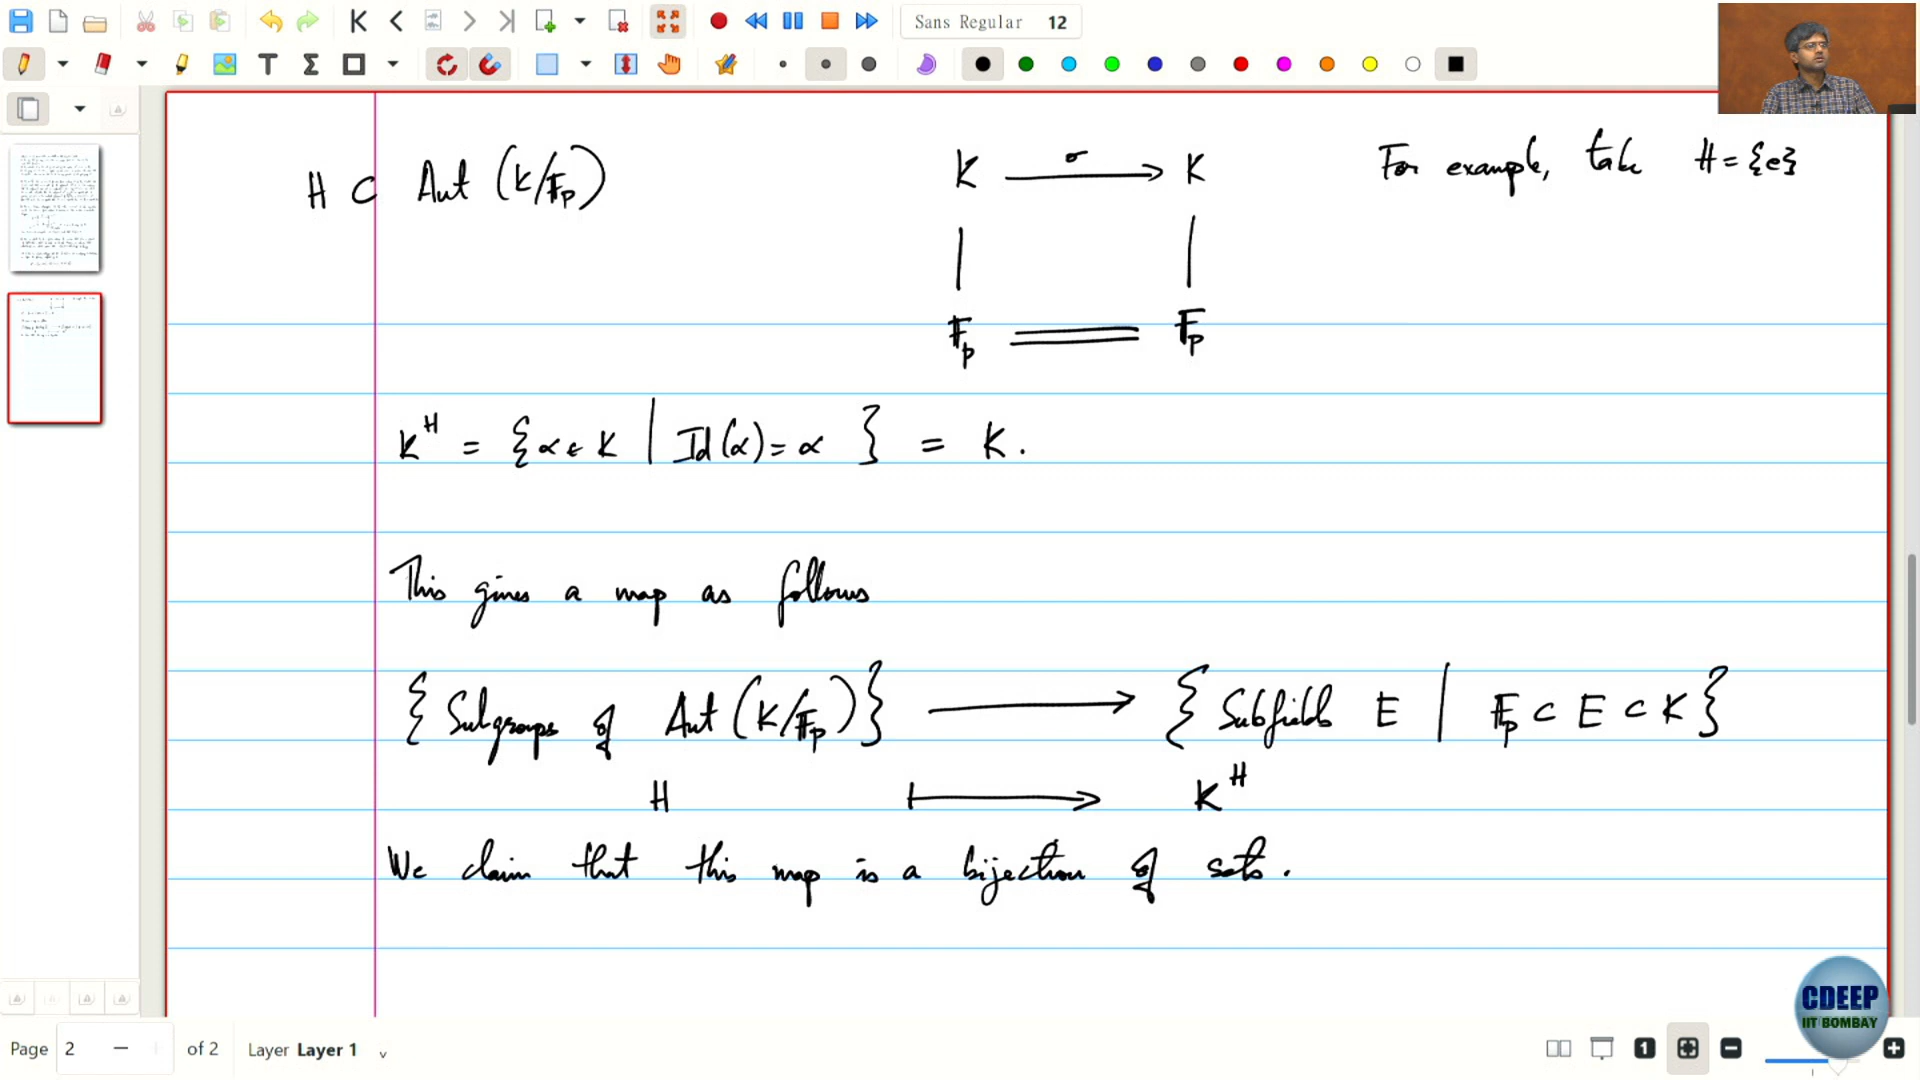 Sans Regular 12
H ⊂ Aut (K/𝔽p)
K σ⟶ K
For example, take H = {e}
𝔽p ═══ 𝔽p
K^H = {α ∈ K | Id(α) = α } = K.
This gives a map as follows
{ Subgroups of Aut (K/𝔽p) } ⟶ { Subfields E | 𝔽p ⊂ E ⊂ K }
H ⟼ K^H
We claim that this map is a bijection of sets.
CDEEP
IIT BOMBAY
Page 2 of 2 Layer Layer 1